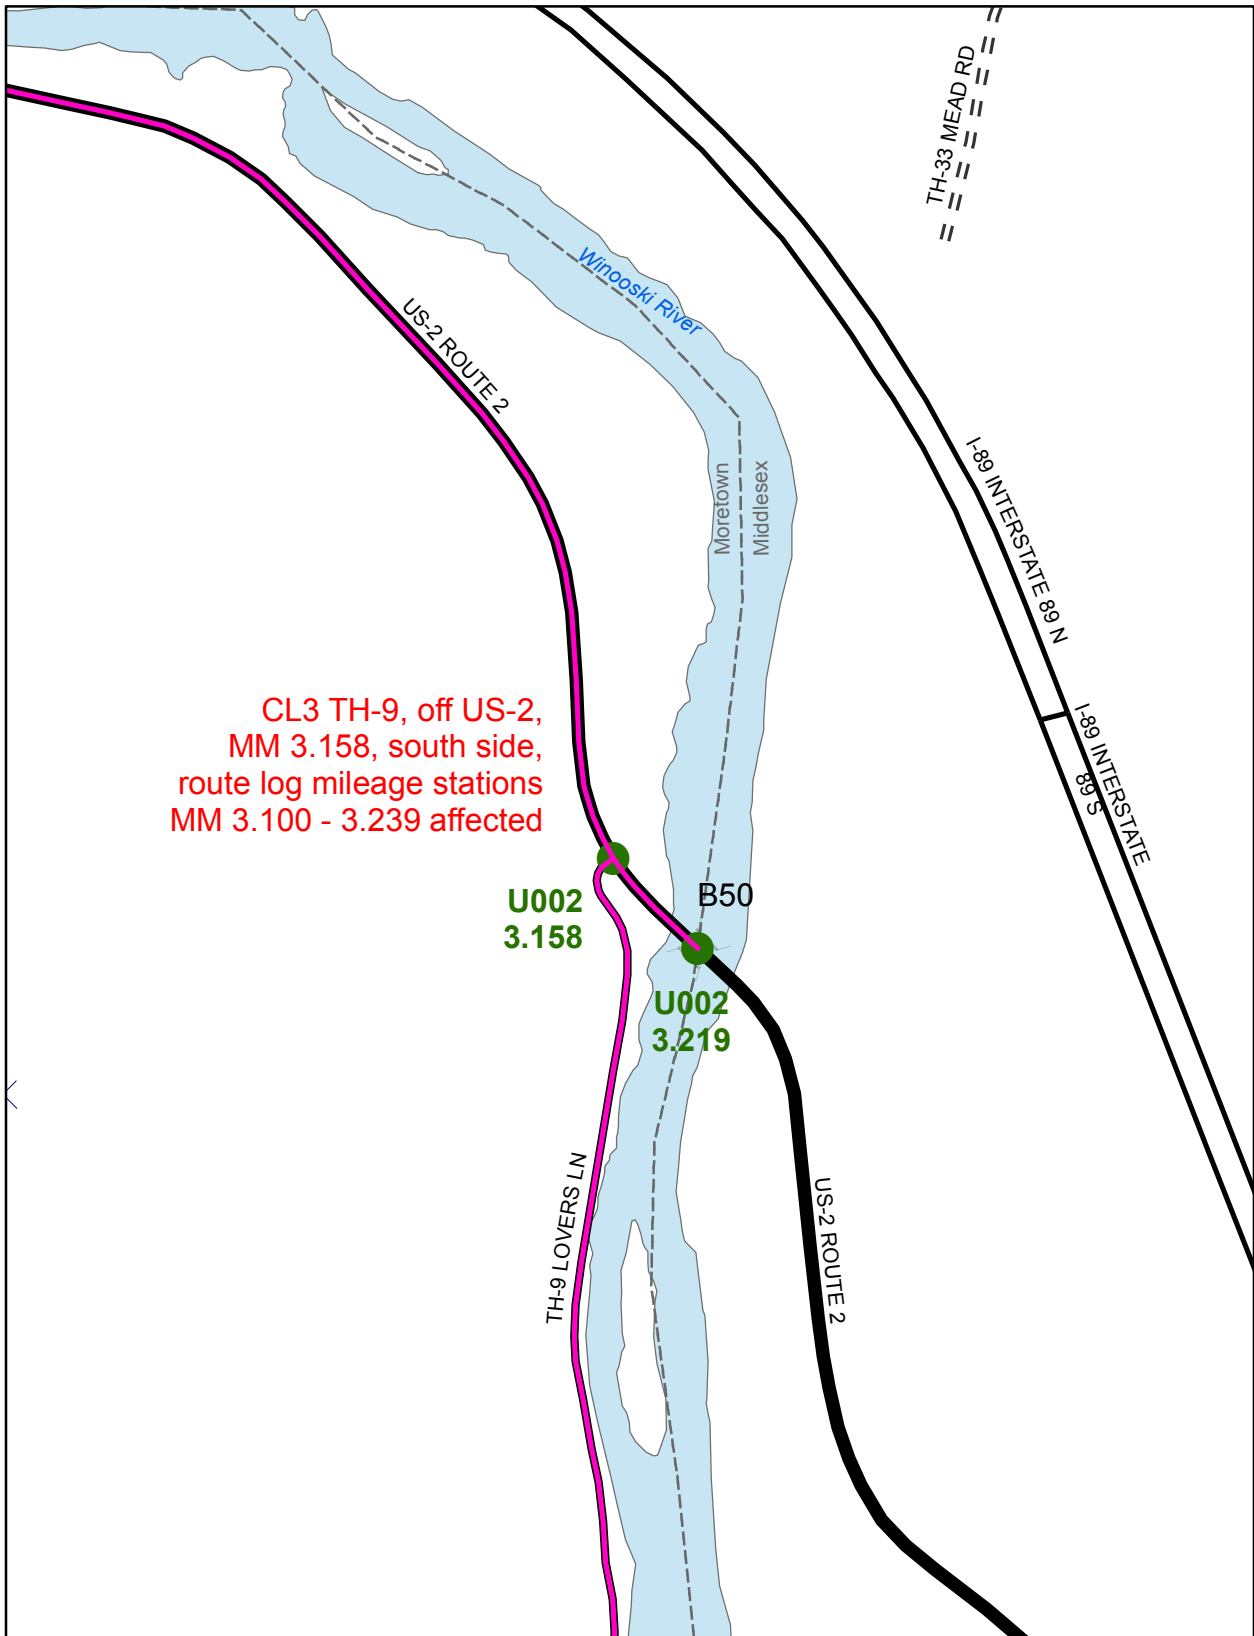 TH-33 MEAD RD
Winooski River
US-2 ROUTE 2
Moretown
Middlesex
I-89 INTERSTATE 89 N
CL3 TH-9, off US-2,
MM 3.158, south side,
route log mileage stations
MM 3.100 - 3.239 affected
I-89 INTERSTATE
89 S
B50
U002
3.158
U002
3.219
TH-9 LOVERS LN
US-2 ROUTE 2